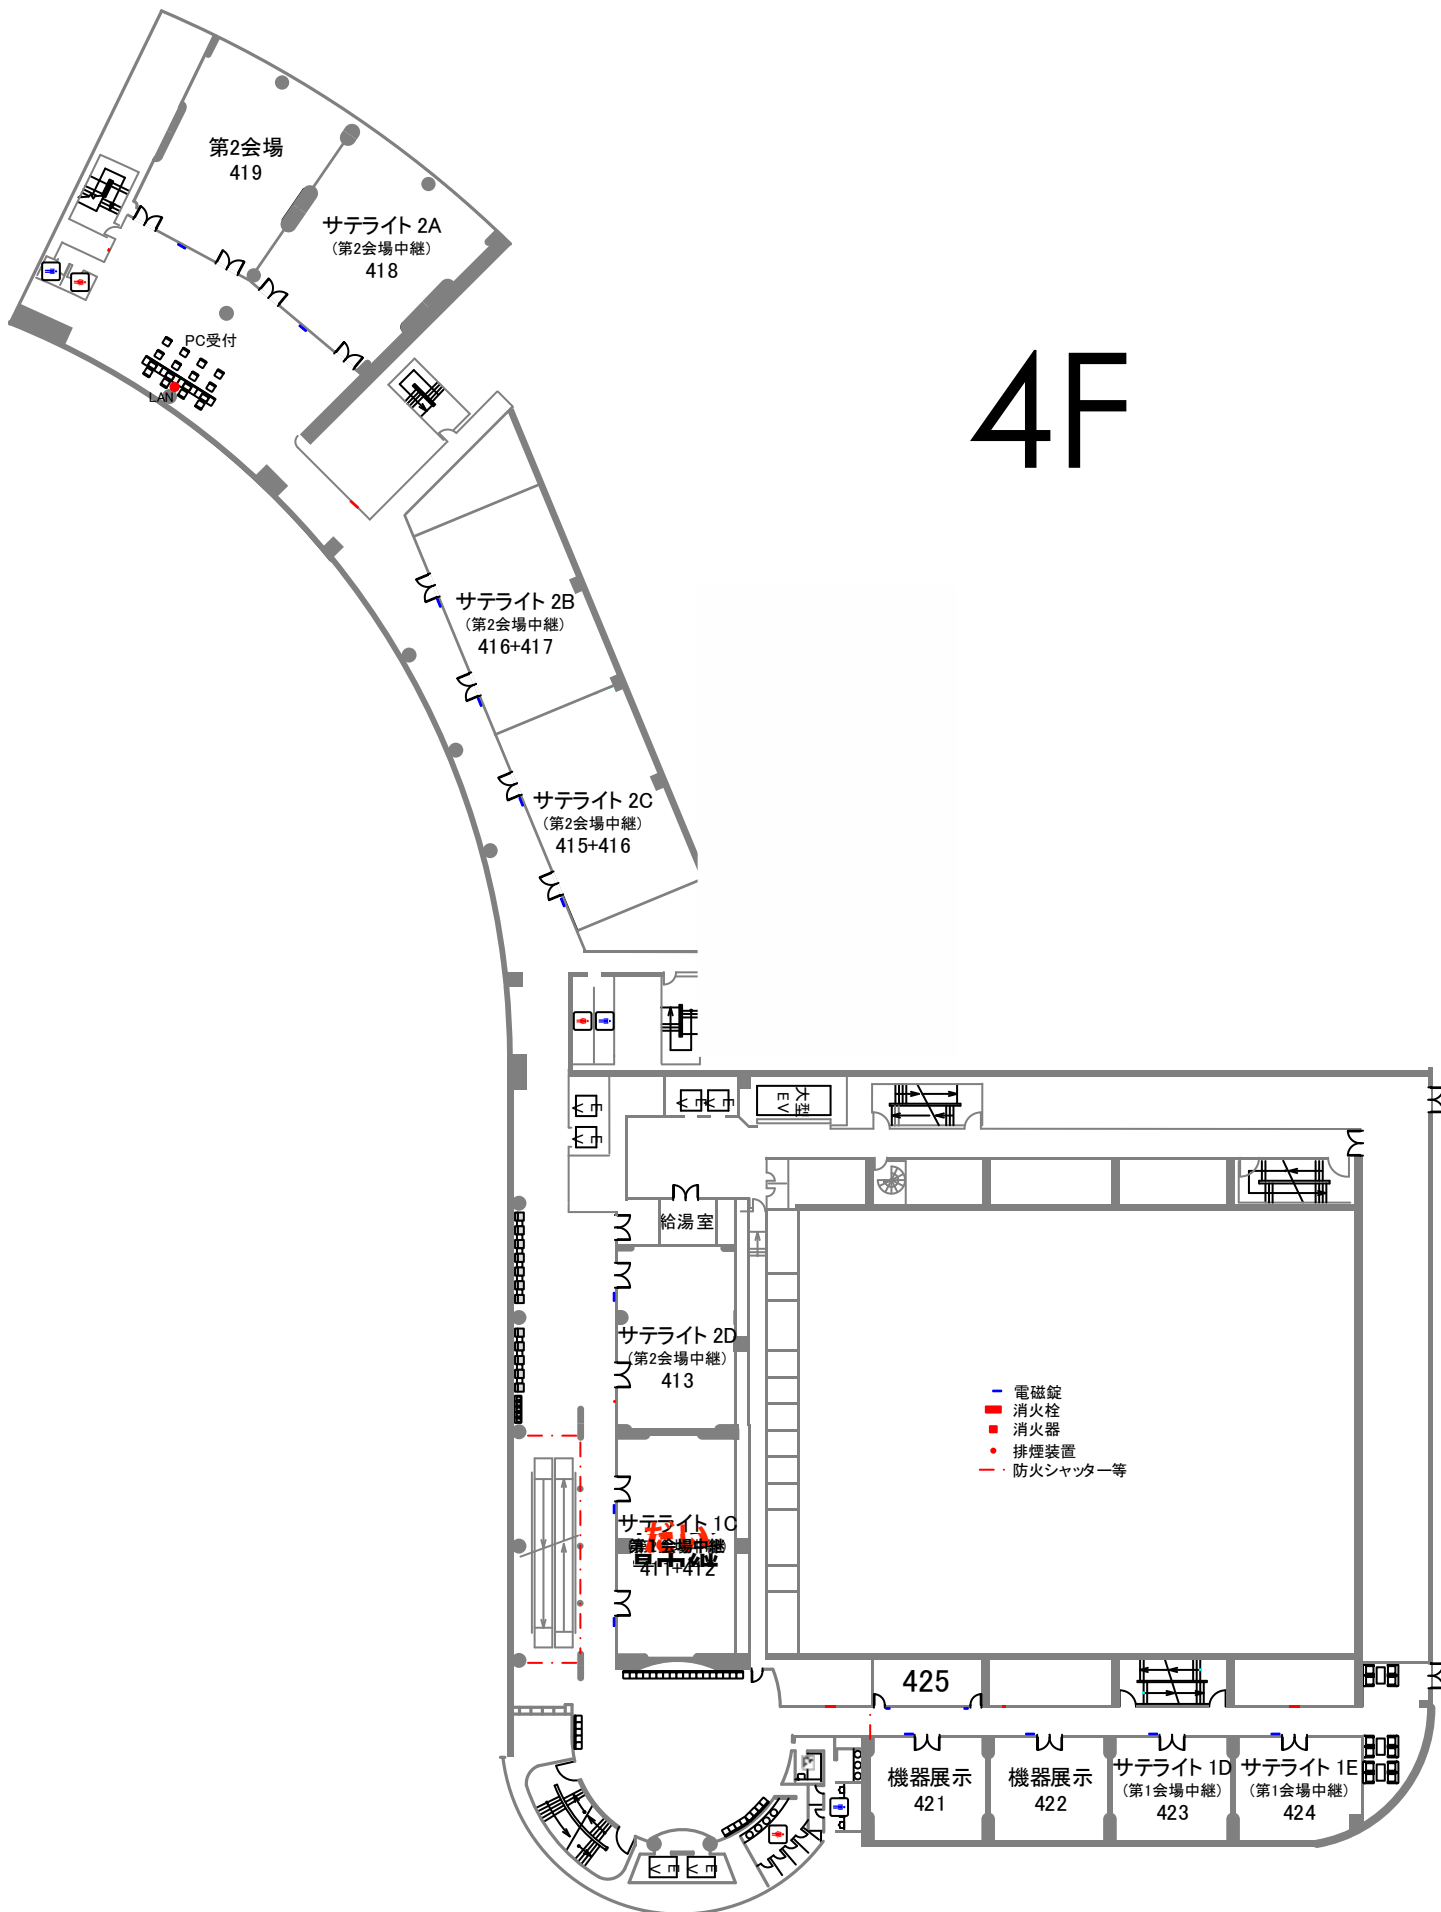 第2会場
419
サテライト 2A
(第2会場中継)
418
PC受付
LAN
4F
サテライト 2B
(第2会場中継)
416+417
サテライト 2C
(第2会場中継)
415+416
EV
EV
EV
EV
大型
EV
給湯室
サテライト 2D
(第2会場中継)
413
電磁錠
消火栓
消火器
排煙装置
防火シャッター等
サテライト 1C
411+412
425
機器展示
421
機器展示
422
サテライト 1D
(第1会場中継)
423
サテライト 1E
(第1会場中継)
424
EV
EV